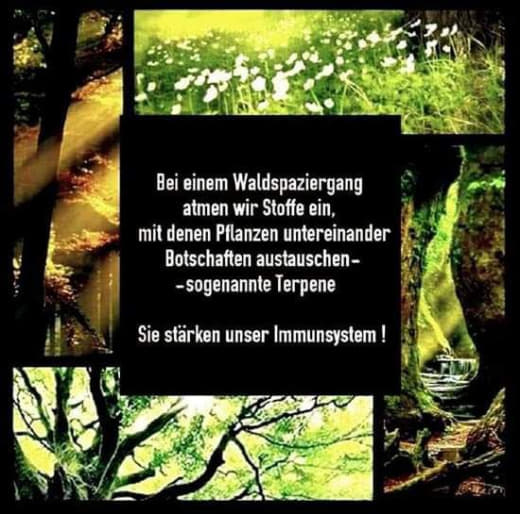 Bei einem Waldspaziergang
atmen wir Stoffe ein,
mit denen Pflanzen untereinander
Botschaften austauschen-
-sogenannte Terpene
Sie stärken unser Immunsystem !